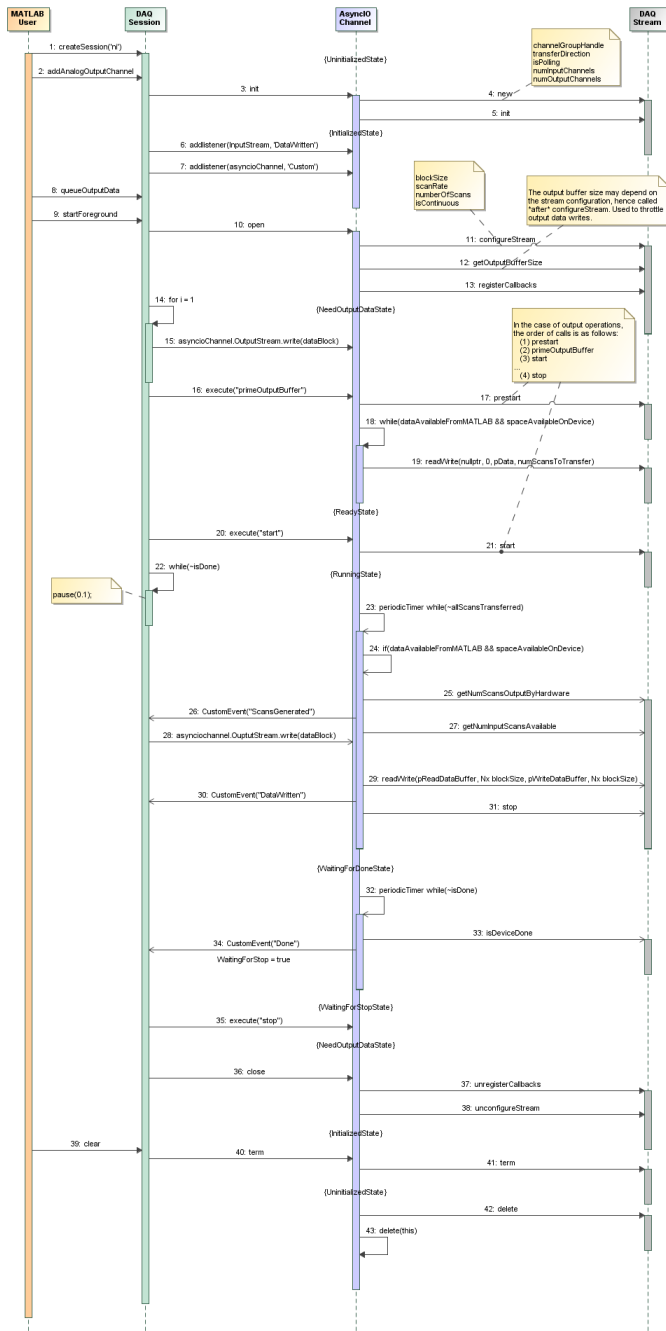 MATLAB
User
DAQ
Session
AsyncIO
Channel
DAQ
Stream
channelGroupHandle
transferDirection
isPolling
numInputChannels
numOutputChannels
1: createSession('ni')
{UninitializedState}
2: addAnalogOutputChannel
3: init
4: new
5: init
{InitializedState}
6: addlistener(InputStream, 'DataWritten')
7: addlistener(asyncioChannel, 'Custom')
blockSize
scanRate
numberOfScans
isContinuous
The output buffer size may depend on
the stream configuration, hence called
*after* configureStream. Used to throttle
output data writes.
8: queueOutputData
9: startForeground
10: open
11: configureStream
12: getOutputBufferSize
13: registerCallbacks
14: for i = 1
{NeedOutputDataState}
In the case of output operations,
the order of calls is as follows:
(1) prestart
(2) primeOutputBuffer
(3) start
...
(4) stop
15: asyncioChannel.OutputStream.write(dataBlock)
16: execute("primeOutputBuffer")
17: prestart
18: while(dataAvailableFromMATLAB && spaceAvailableOnDevice)
19: readWrite(nullptr, 0, pData, numScansToTransfer)
{ReadyState}
20: execute("start")
21: start
22: while(~isDone)
{RunningState}
pause(0.1);
23: periodicTimer while(~allScansTransferred)
24: if(dataAvailableFromMATLAB && spaceAvailableOnDevice)
25: getNumScansOutputByHardware
26: CustomEvent("ScansGenerated")
27: getNumInputScansAvailable
28: asynciochannel.OuptutStream.write(dataBlock)
29: readWrite(pReadDataBuffer, Nx blockSize, pWriteDataBuffer, Nx blockSize)
30: CustomEvent("DataWritten")
31: stop
{WaitingForDoneState}
32: periodicTimer while(~isDone)
33: isDeviceDone
34: CustomEvent("Done")
WaitingForStop = true
{WaitingForStopState}
35: execute("stop")
{NeedOutputDataState}
36: close
37: unregisterCallbacks
38: unconfigureStream
{InitializedState}
39: clear
40: term
41: term
{UninitializedState}
42: delete
43: delete(this)